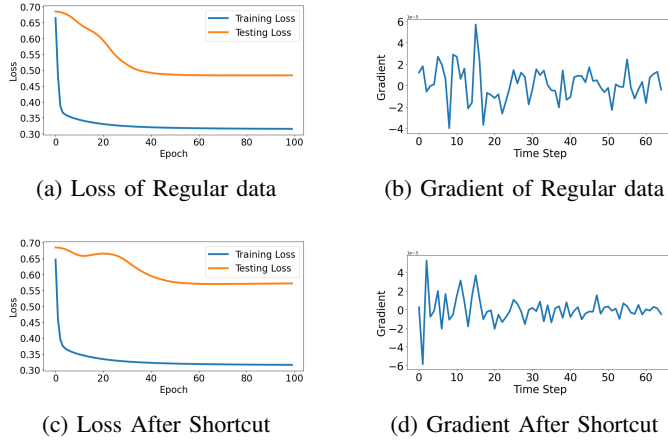 0.70
0.65
0.60
0.55
0.50
0.45
0.40
0.35
0.30
Loss
0 20 40 60 80 100
Epoch
Training Loss
Testing Loss
(a) Loss of Regular data
1e-5
6
4
2
0
−2
−4
Gradient
0 10 20 30 40 50 60
Time Step
(b) Gradient of Regular data
0.70
0.65
0.60
0.55
0.50
0.45
0.40
0.35
0.30
Loss
0 20 40 60 80 100
Epoch
Training Loss
Testing Loss
(c) Loss After Shortcut
1e-5
4
2
0
−2
−4
−6
Gradient
0 10 20 30 40 50 60
Time Step
(d) Gradient After Shortcut